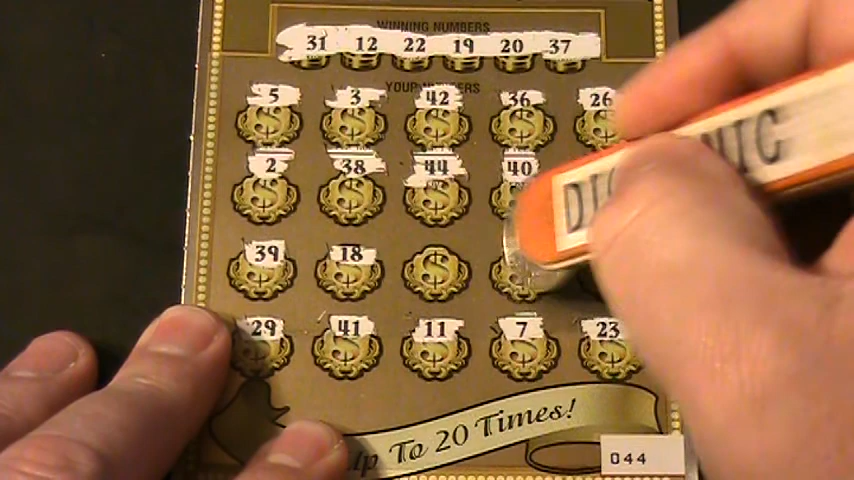 WINNING NUMBERS
31 12 22 19 20 37
YOUR NUMBERS
5 3 42 36 26
2 38 44 40
39 18
29 41 11 7 23
Up To 20 Times!
044